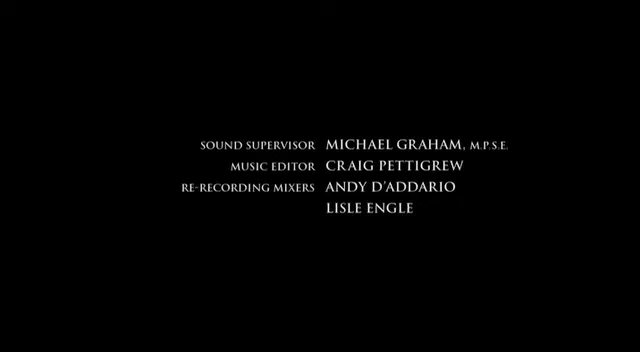 SOUND SUPERVISOR MICHAEL GRAHAM, M.P.S.E.
MUSIC EDITOR CRAIG PETTIGREW
RE-RECORDING MIXERS ANDY D'ADDARIO
LISLE ENGLE